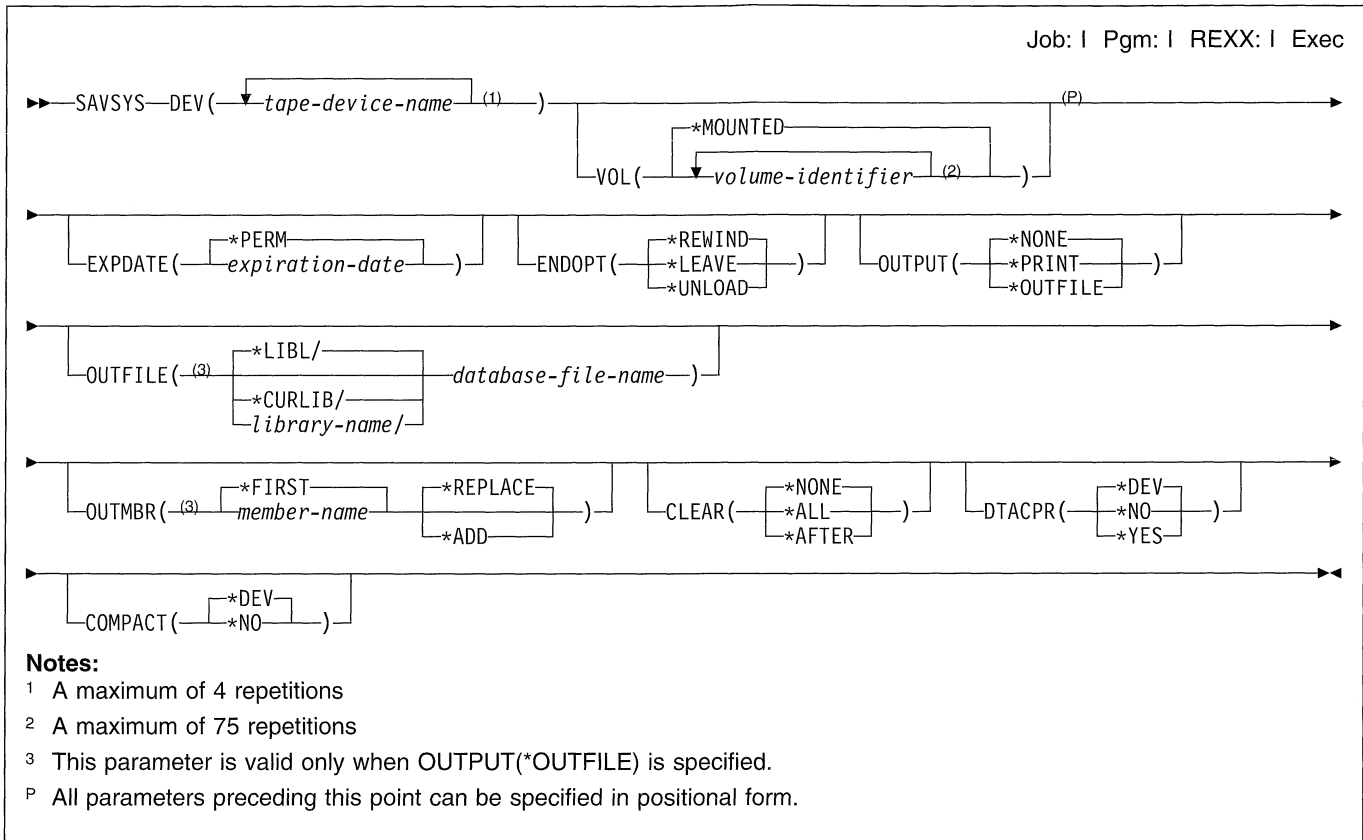 Job: I Pgm: I REXX: I Exec
SAVSYS DEV( tape-device-name (1) ) (P)
*MOUNTED
VOL( volume-identifier (2) )
*PERM *REWIND *NONE
EXPDATE( expiration-date ) ENDOPT( *LEAVE ) OUTPUT( *PRINT )
*UNLOAD *OUTFILE
*LIBL/
OUTFILE( (3) database-file-name )
*CURLIB/
library-name/
*FIRST *REPLACE *NONE *DEV
OUTMBR( (3) member-name ) CLEAR( *ALL ) DTACPR( *NO )
*ADD *AFTER *YES
*DEV
COMPACT( *NO )
Notes:
1 A maximum of 4 repetitions
2 A maximum of 75 repetitions
3 This parameter is valid only when OUTPUT(*OUTFILE) is specified.
P All parameters preceding this point can be specified in positional form.